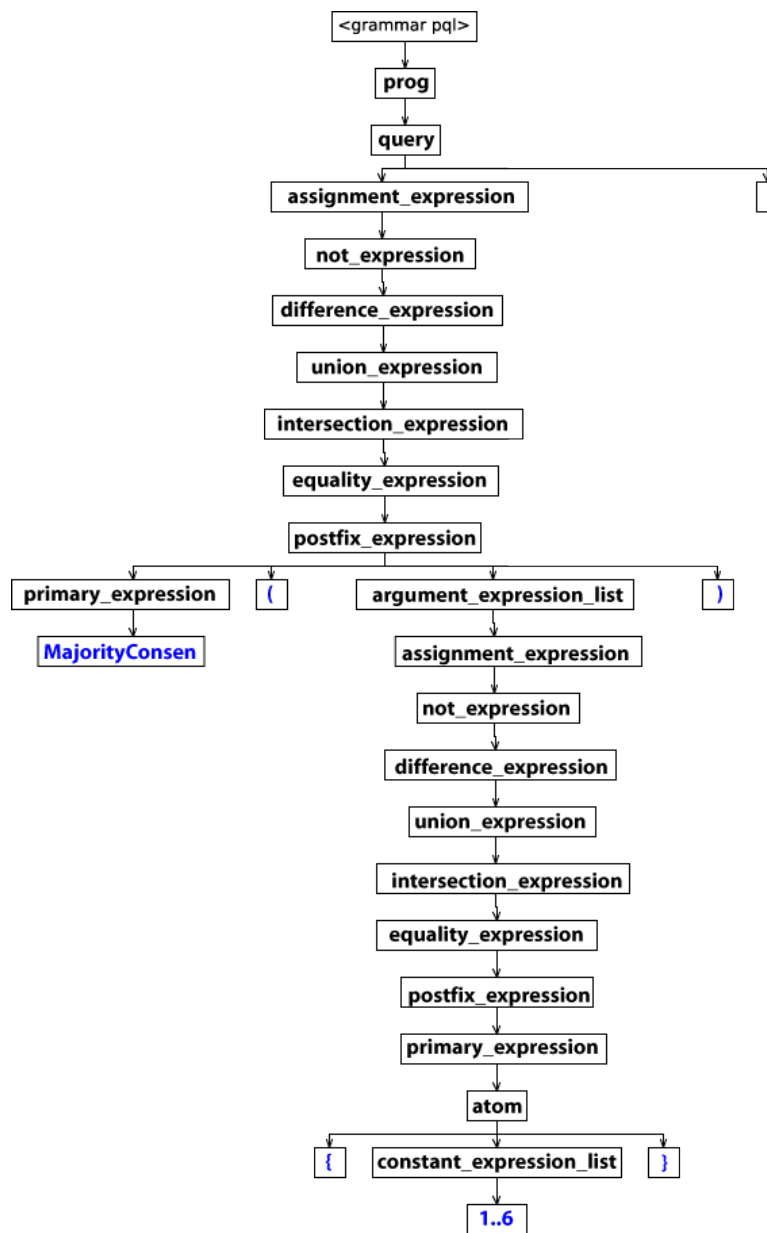 <grammar pql>
prog
query
assignment_expression
not_expression
difference_expression
union_expression
intersection_expression
equality_expression
postfix_expression
primary_expression ( argument_expression_list )
MajorityConsen
assignment_expression
not_expression
difference_expression
union_expression
intersection_expression
equality_expression
postfix_expression
primary_expression
atom
{ constant_expression_list }
1..6